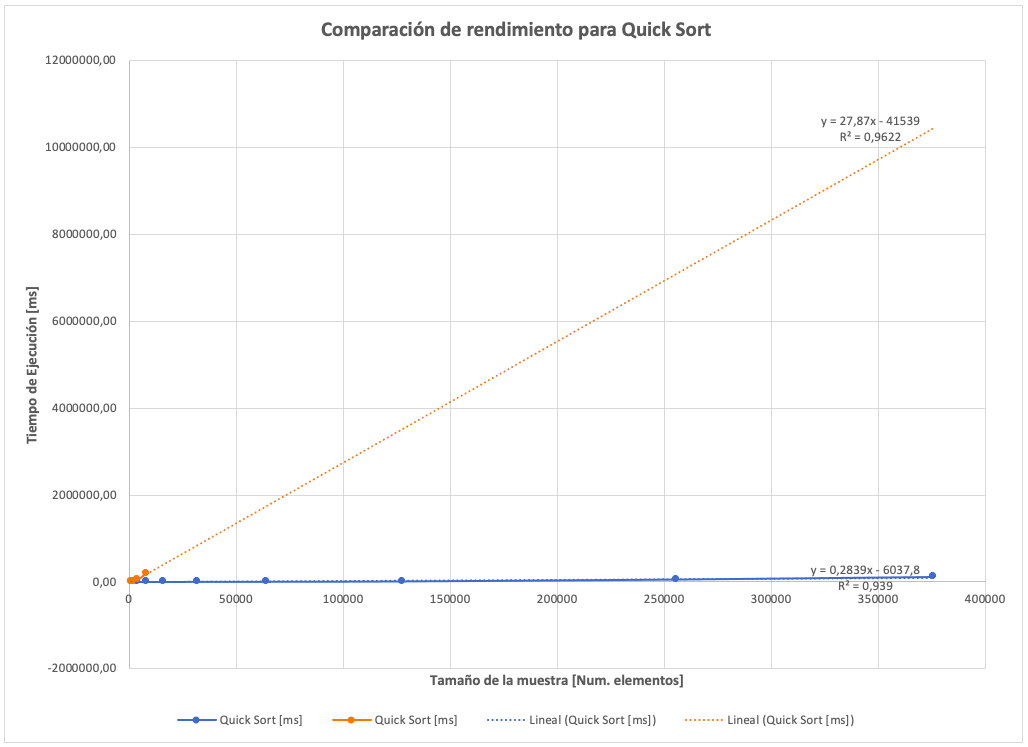 Comparación de rendimiento para Quick Sort
12000000,00
10000000,00
8000000,00
6000000,00
4000000,00
2000000,00
0,00
-2000000,00
Tiempo de Ejecución [ms]
y = 27,87x - 41539
R² = 0,9622
y = 0,2839x - 6037,8
R² = 0,939
0 50000 100000 150000 200000 250000 300000 350000 400000
Tamaño de la muestra [Num. elementos]
Quick Sort [ms] Quick Sort [ms] Lineal (Quick Sort [ms]) Lineal (Quick Sort [ms])